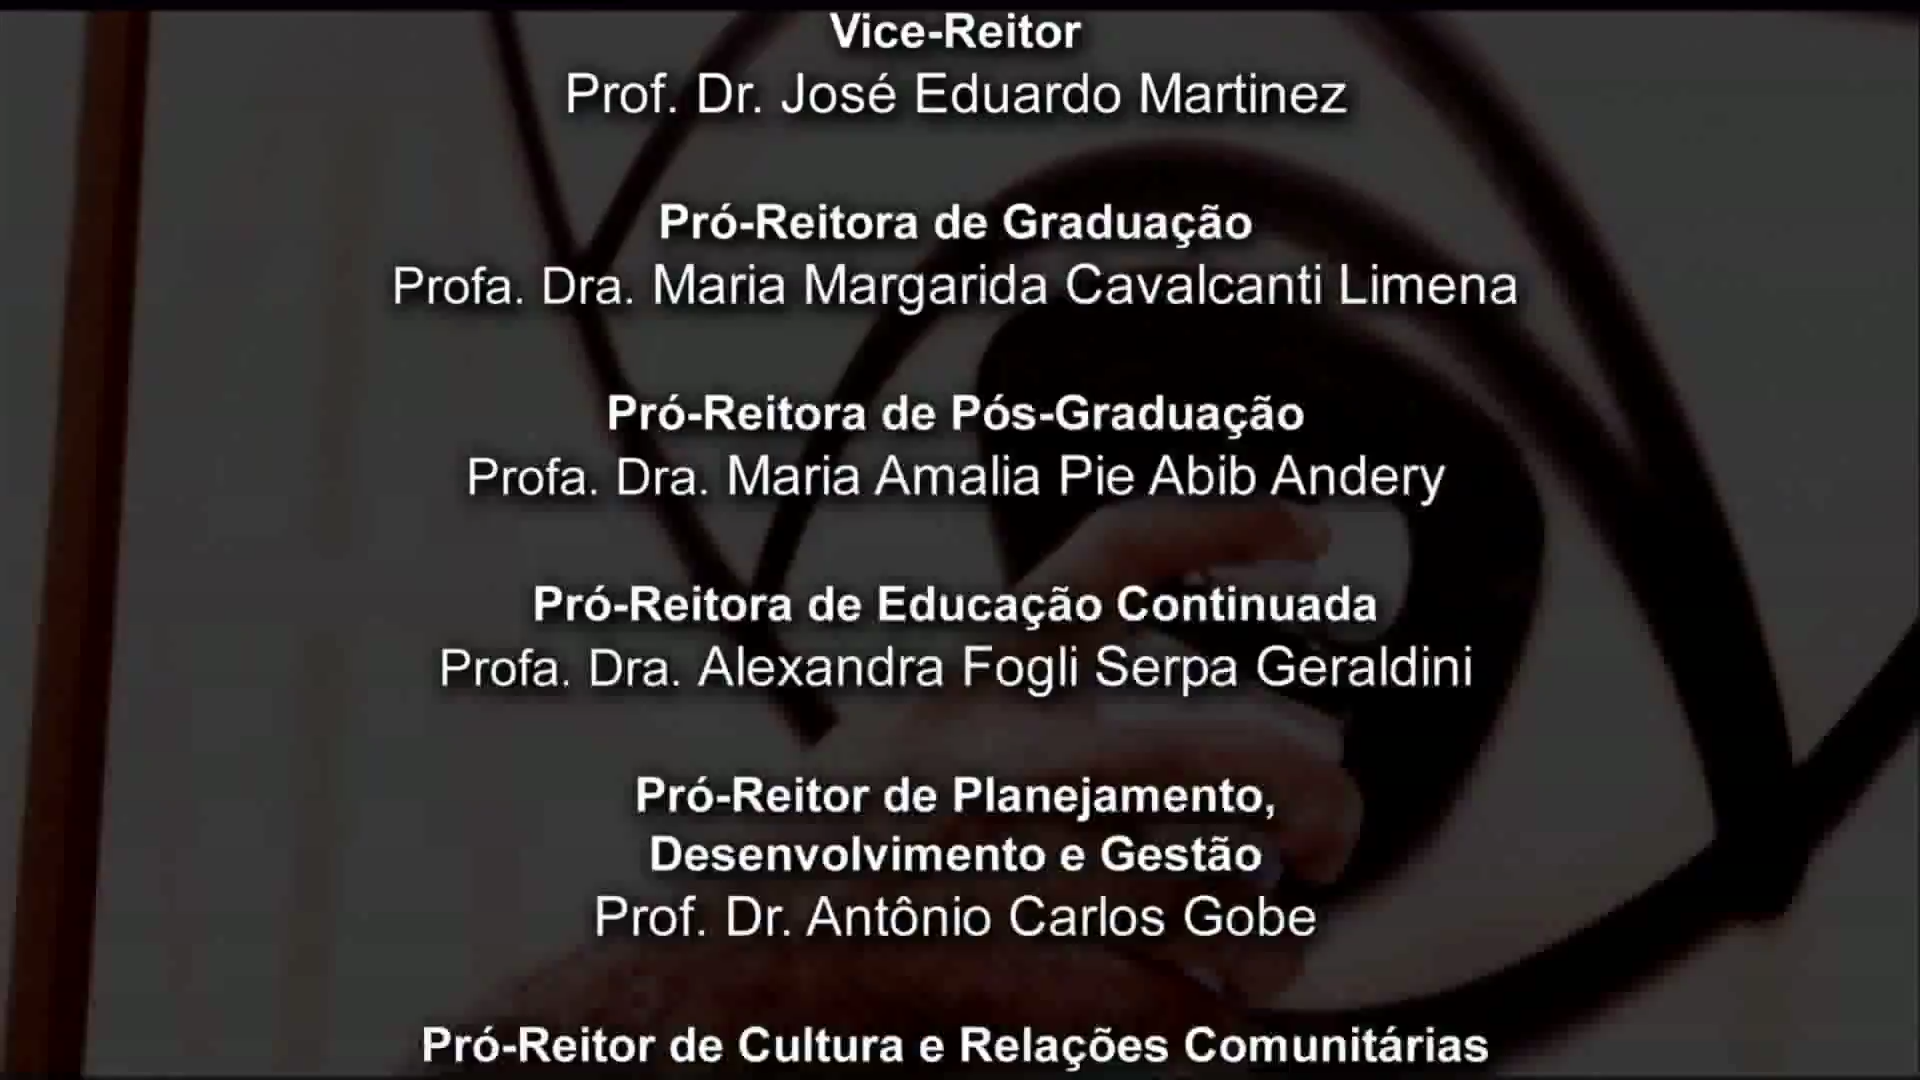 Vice-Reitor
Prof. Dr. José Eduardo Martinez
Pró-Reitora de Graduação
Profa. Dra. Maria Margarida Cavalcanti Limena
Pró-Reitora de Pós-Graduação
Profa. Dra. Maria Amalia Pie Abib Andery
Pró-Reitora de Educação Continuada
Profa. Dra. Alexandra Fogli Serpa Geraldini
Pró-Reitor de Planejamento,
Desenvolvimento e Gestão
Prof. Dr. Antônio Carlos Gobe
Pró-Reitor de Cultura e Relações Comunitárias